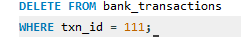 DELETE FROM bank_transactions
WHERE txn_id = 111;